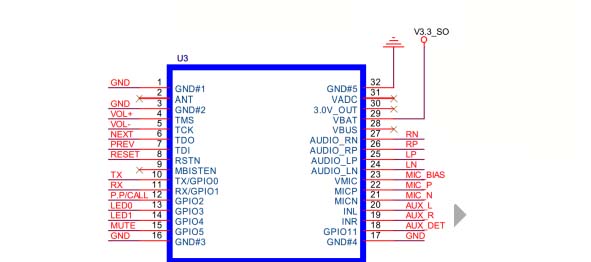 V3.3_SO
U3
GND 1 GND#1 GND#5 32
2 ANT VADC 31
GND 3 GND#2 3.0V_OUT 30
VOL+ 4 TMS VBAT 29
VOL- 5 TCK VBUS 28
NEXT 6 TDO AUDIO_RN 27 RN
PREV 7 TDI AUDIO_RP 26 RP
RESET 8 RSTN AUDIO_LP 25 LP
9 MBISTEN AUDIO_LN 24 LN
TX 10 TX/GPIO0 VMIC 23 MIC_BIAS
RX 11 RX/GPIO1 MICP 22 MIC_P
P.P/CALL 12 GPIO2 MICN 21 MIC_N
LED0 13 GPIO3 INL 20 AUX_L
LED1 14 GPIO4 INR 19 AUX_R
MUTE 15 GPIO5 GPIO11 18 AUX_DET
GND 16 GND#3 GND#4 17 GND